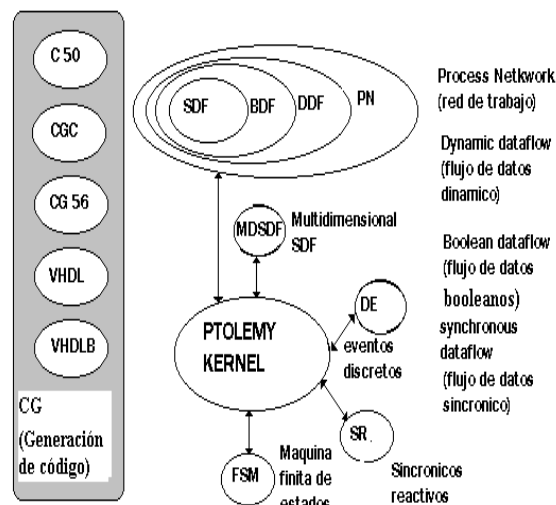 C 50
CGC
CG 56
VHDL
VHDLB
CG
(Generación
de código)
SDF
BDF
DDF
PN
MDSDF
Multidimensional
SDF
PTOLEMY
KERNEL
DE
eventos
discretos
SR
Sincronicos
reactivos
FSM
Maquina
finita de
estados
Process Netkwork
(red de trabajo)
Dynamic dataflow
(flujo de datos
dinamico)
Boolean dataflow
(flujo de datos
booleanos)
synchronous
dataflow
(flujo de datos
sincronico)